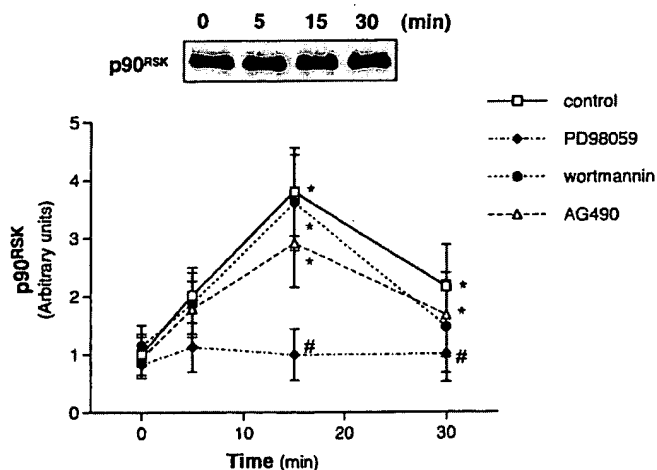 0 5 15 30 (min)
p90RSK
control
PD98059
wortmannin
AG490
5
4
3
2
1
0
p90RSK
(Arbitrary units)
*
*
*
*
*
#
#
0 10 20 30
Time (min)